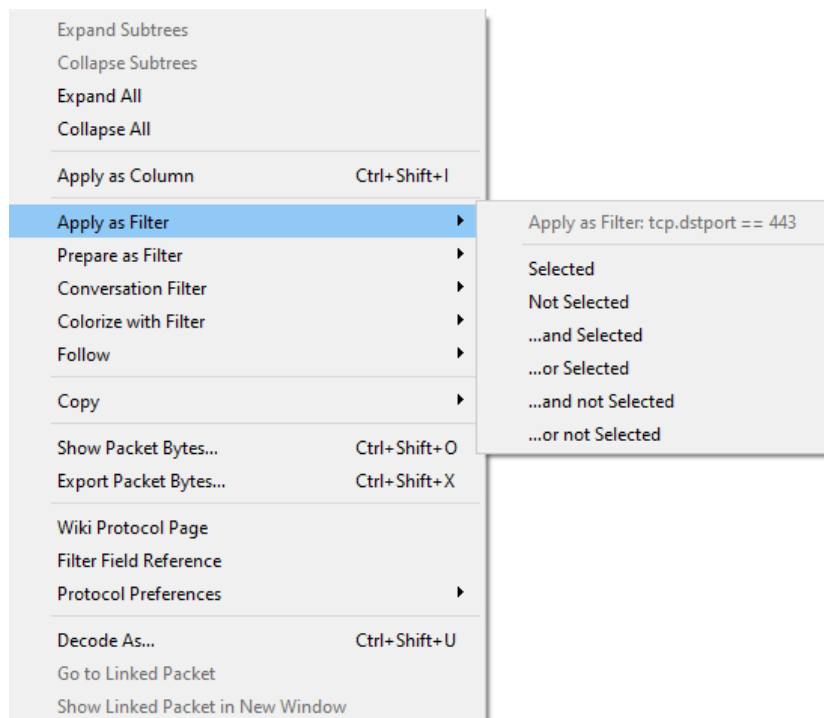 Expand Subtrees
Collapse Subtrees
Expand All
Collapse All
Apply as Column Ctrl+Shift+I
Apply as Filter
Prepare as Filter
Conversation Filter
Colorize with Filter
Follow
Copy
Show Packet Bytes... Ctrl+Shift+O
Export Packet Bytes... Ctrl+Shift+X
Wiki Protocol Page
Filter Field Reference
Protocol Preferences
Decode As... Ctrl+Shift+U
Go to Linked Packet
Show Linked Packet in New Window
Apply as Filter: tcp.dstport == 443
Selected
Not Selected
...and Selected
...or Selected
...and not Selected
...or not Selected